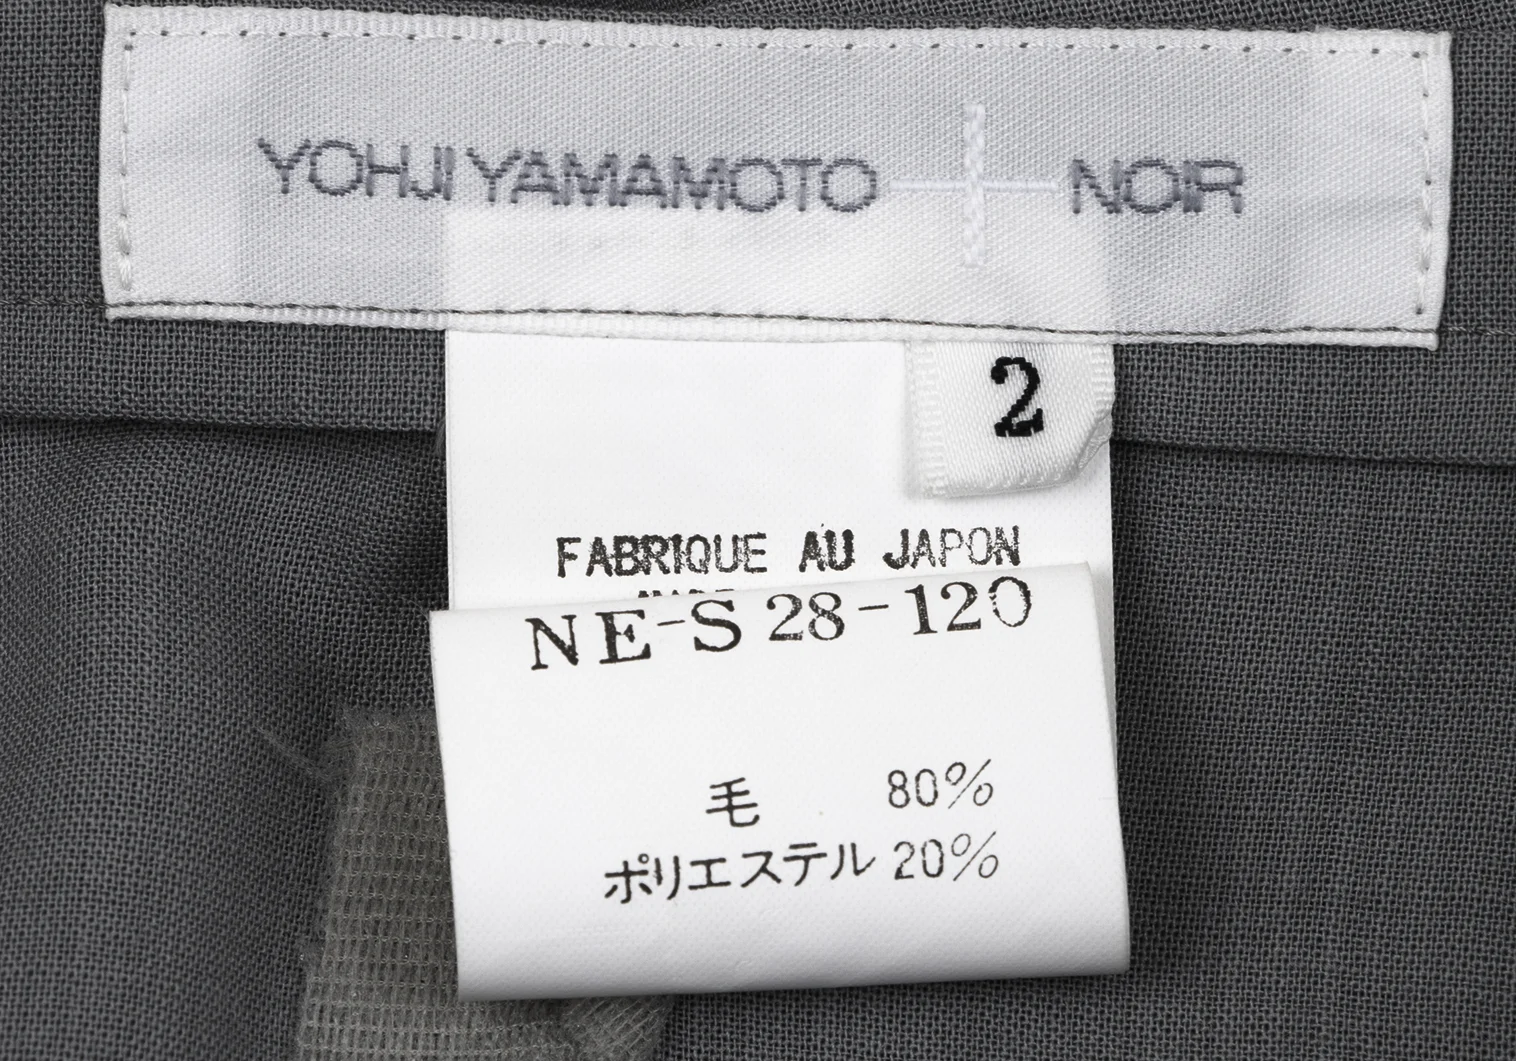 YOHJI YAMAMOTO + NOIR
2
FABRIQUE AU JAPON
NE-S 28-120
毛 80%
ポリエステル 20%